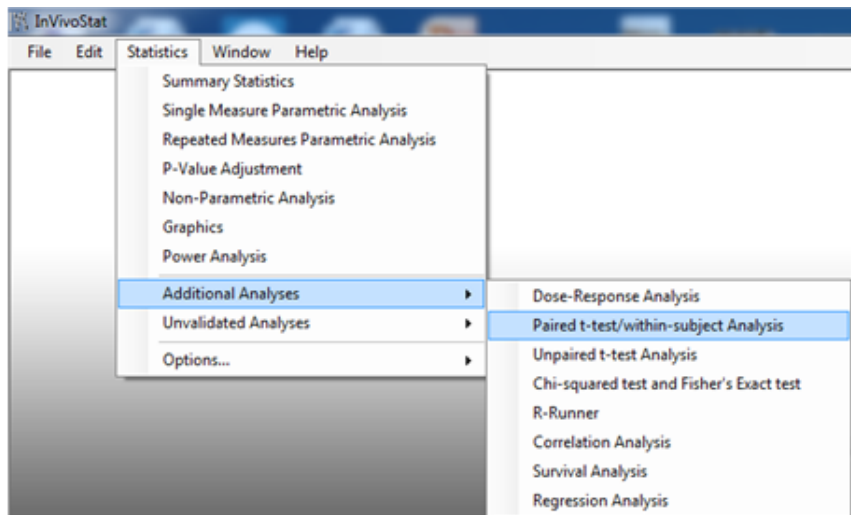 InVivoStat
File Edit Statistics Window Help
Summary Statistics
Single Measure Parametric Analysis
Repeated Measures Parametric Analysis
P-Value Adjustment
Non-Parametric Analysis
Graphics
Power Analysis
Additional Analyses
Unvalidated Analyses
Options...
Dose-Response Analysis
Paired t-test/within-subject Analysis
Unpaired t-test Analysis
Chi-squared test and Fisher's Exact test
R-Runner
Correlation Analysis
Survival Analysis
Regression Analysis